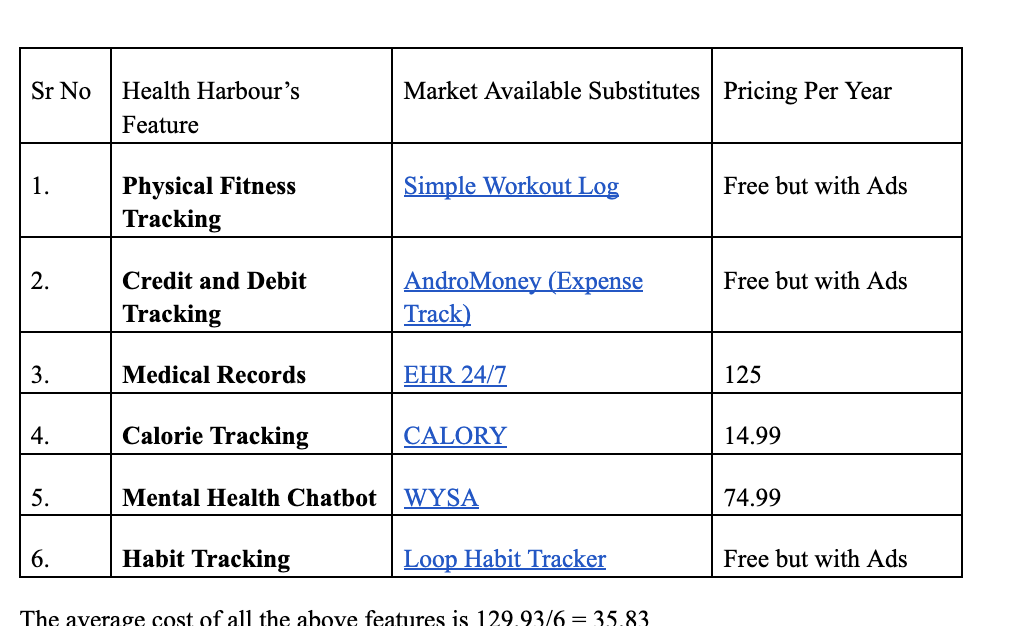 Sr No Health Harbour’s Feature Market Available Substitutes Pricing Per Year
1. Physical Fitness Tracking Simple Workout Log Free but with Ads
2. Credit and Debit Tracking AndroMoney (Expense Track) Free but with Ads
3. Medical Records EHR 24/7 125
4. Calorie Tracking CALORY 14.99
5. Mental Health Chatbot WYSA 74.99
6. Habit Tracking Loop Habit Tracker Free but with Ads
The average cost of all the above features is 129.93/6 = 35.83